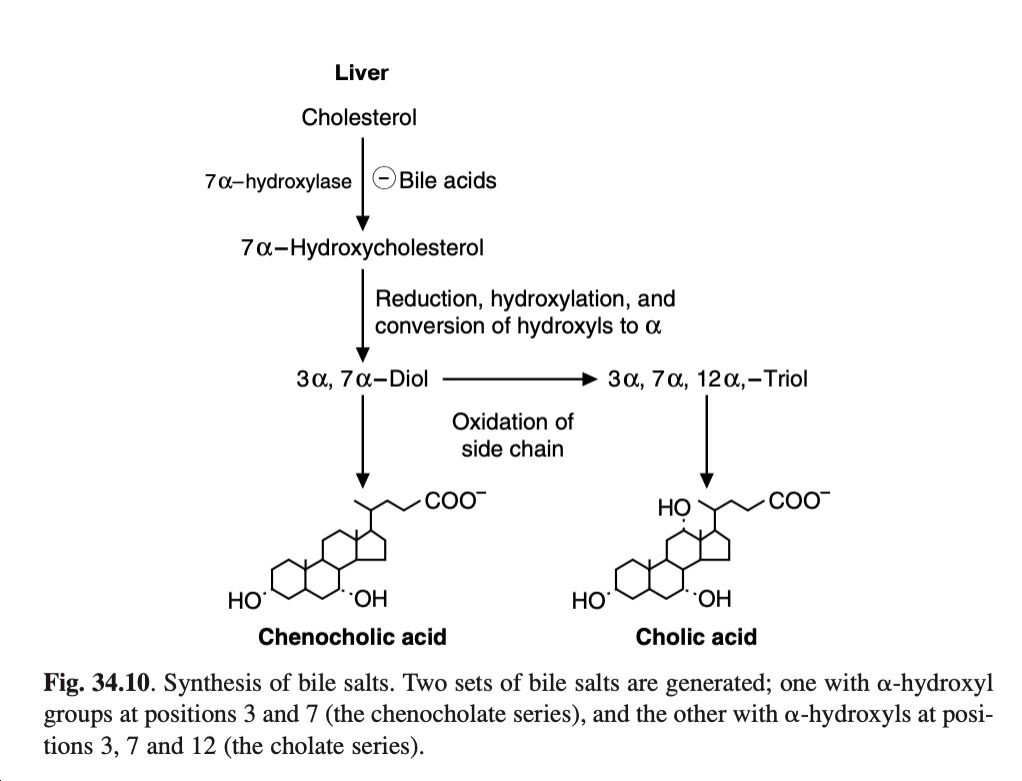 Liver
Cholesterol
7α–hydroxylase
− Bile acids
7α–Hydroxycholesterol
Reduction, hydroxylation, and
conversion of hydroxyls to α
3α, 7α–Diol
3α, 7α, 12α,–Triol
Oxidation of
side chain
COO⁻
HO
OH
Chenocholic acid
HO
COO⁻
HO
OH
Cholic acid
Fig. 34.10. Synthesis of bile salts. Two sets of bile salts are generated; one with α-hydroxyl
groups at positions 3 and 7 (the chenocholate series), and the other with α-hydroxyls at posi-
tions 3, 7 and 12 (the cholate series).